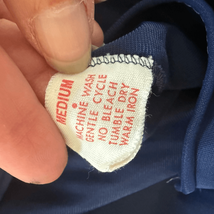 MEDIUM
MACHINE WASH
GENTLE CYCLE
NO BLEACH
TUMBLE DRY
WARM IRON